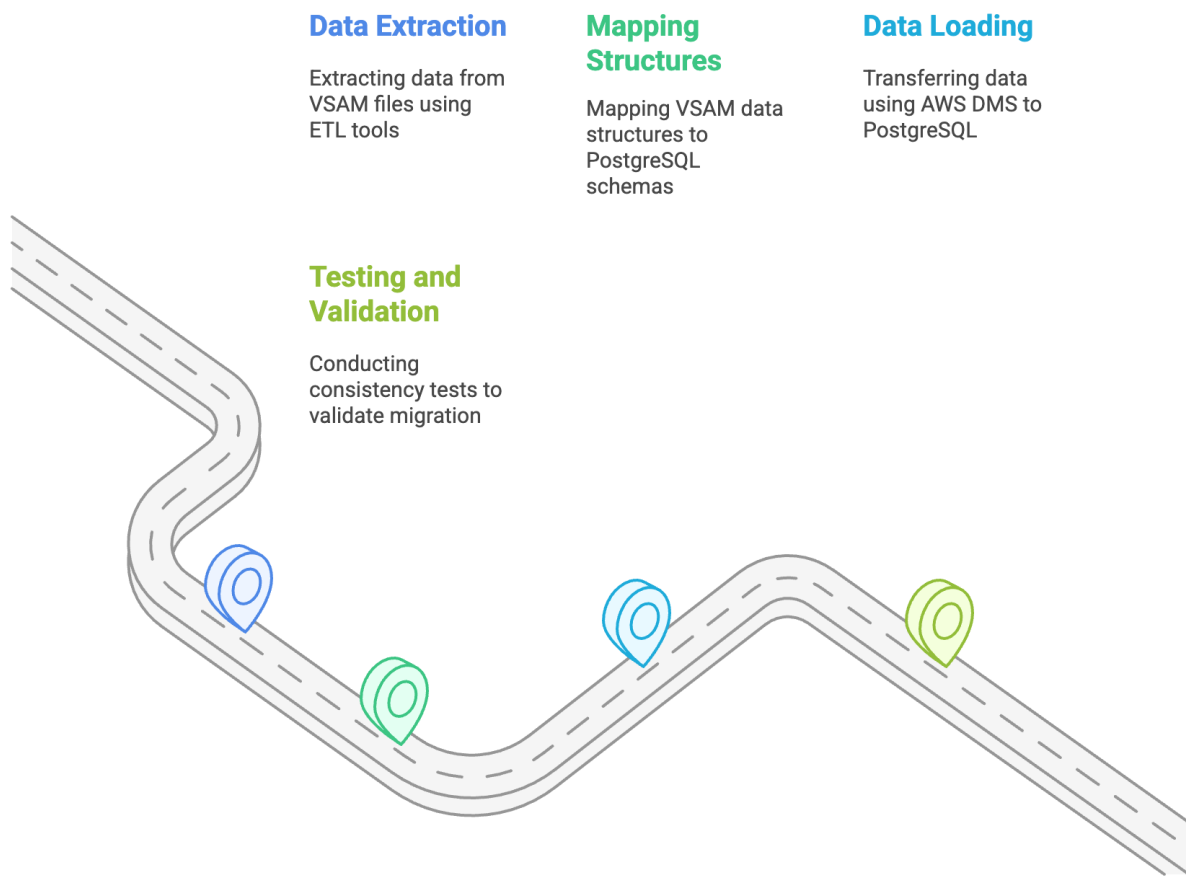 Data Extraction
Extracting data from
VSAM files using
ETL tools
Mapping
Structures
Mapping VSAM data
structures to
PostgreSQL
schemas
Data Loading
Transferring data
using AWS DMS to
PostgreSQL
Testing and
Validation
Conducting
consistency tests to
validate migration